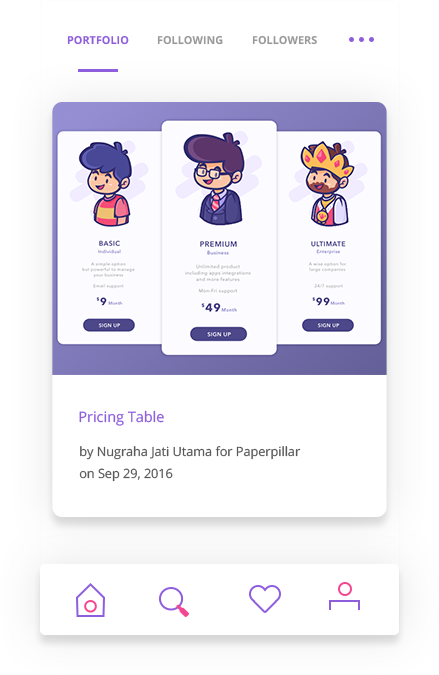 PORTFOLIO FOLLOWING FOLLOWERS
BASIC
Individual
A simple option
but powerful to manage
your business
Email support
$9 Month
SIGN UP
PREMIUM
Business
Unlimited product
including apps integrations
and more features
Mon-Fri support
$49 Month
SIGN UP
ULTIMATE
Enterprise
A wise option for
large companies
24/7 support
$99 Month
SIGN UP
Pricing Table
by Nugraha Jati Utama for Paperpillar
on Sep 29, 2016